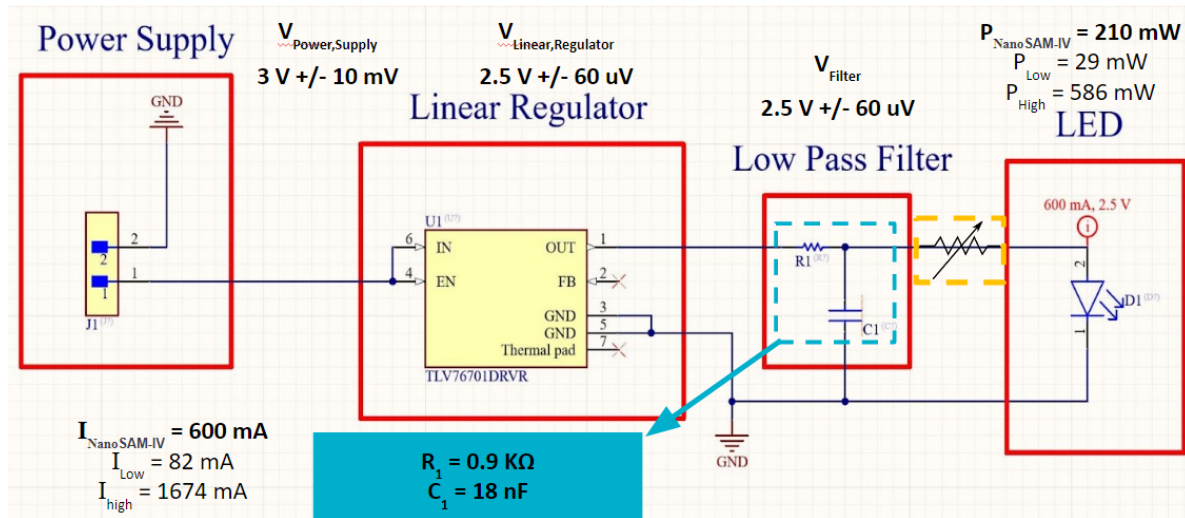 Power Supply
V Power,Supply
3 V +/- 10 mV
V Linear,Regulator
2.5 V +/- 60 uV
Linear Regulator
V Filter
2.5 V +/- 60 uV
Low Pass Filter
P NanoSAM-IV = 210 mW
P Low = 29 mW
P High = 586 mW
LED
GND
2
2
1
1
J1 (J?)
U1 (U?)
6 IN
4 EN
OUT 1
FB 2
GND 3
GND 5
Thermal pad 7
TLV76701DRVR
R1 (R?)
C1 (C?)
600 mA, 2.5 V
i
2
D1 (D?)
1
GND
I NanoSAM-IV = 600 mA
I Low = 82 mA
I high = 1674 mA
R1 = 0.9 KΩ
C1 = 18 nF